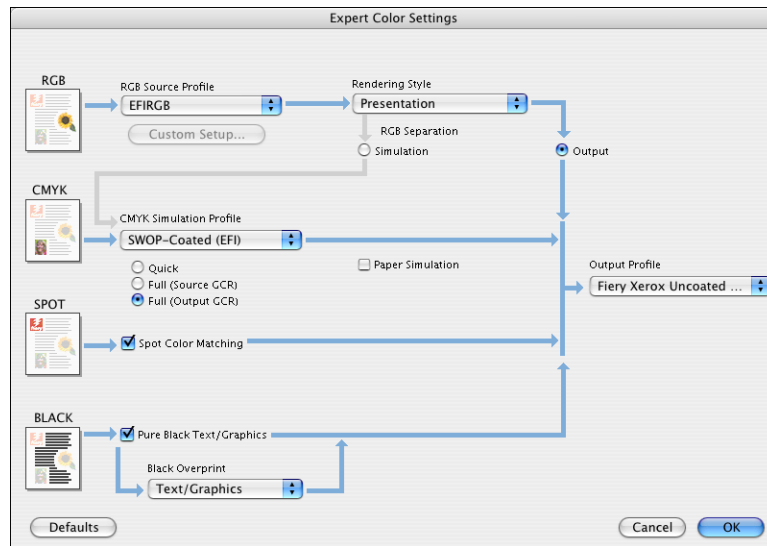 Expert Color Settings
RGB
RGB Source Profile
EFIRGB
Custom Setup...
Rendering Style
Presentation
RGB Separation
Simulation
Output
CMYK
CMYK Simulation Profile
SWOP-Coated (EFI)
Quick
Full (Source GCR)
Full (Output GCR)
Paper Simulation
Output Profile
Fiery Xerox Uncoated ...
SPOT
Spot Color Matching
BLACK
Pure Black Text/Graphics
Black Overprint
Text/Graphics
Defaults
Cancel
OK